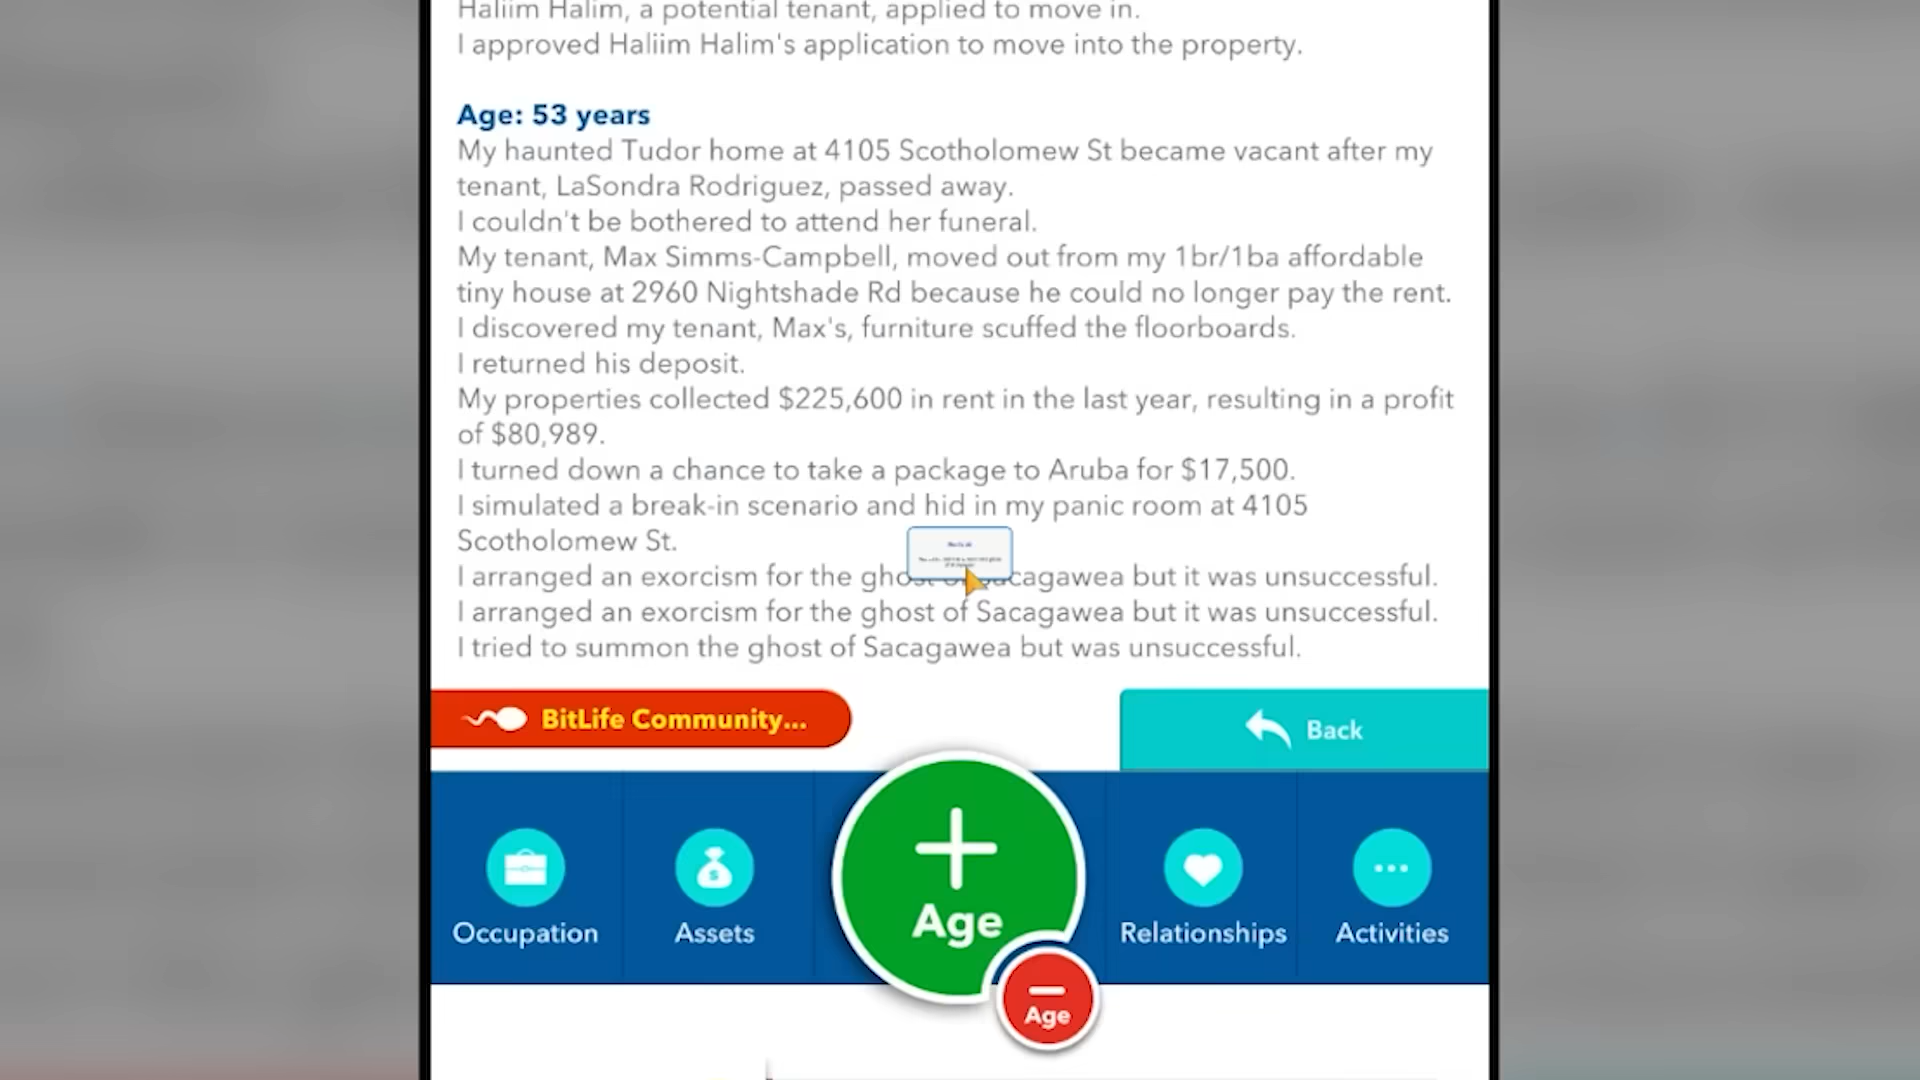 Haliim Halim, a potential tenant, applied to move in.
I approved Haliim Halim's application to move into the property.
Age: 53 years
My haunted Tudor home at 4105 Scotholomew St became vacant after my
tenant, LaSondra Rodriguez, passed away.
I couldn't be bothered to attend her funeral.
My tenant, Max Simms-Campbell, moved out from my 1br/1ba affordable
tiny house at 2960 Nightshade Rd because he could no longer pay the rent.
I discovered my tenant, Max's, furniture scuffed the floorboards.
I returned his deposit.
My properties collected $225,600 in rent in the last year, resulting in a profit
of $80,989.
I turned down a chance to take a package to Aruba for $17,500.
I simulated a break-in scenario and hid in my panic room at 4105
Scotholomew St.
I arranged an exorcism for the ghost of Sacagawea but it was unsuccessful.
I arranged an exorcism for the ghost of Sacagawea but it was unsuccessful.
I tried to summon the ghost of Sacagawea but was unsuccessful.
BitLife Community...
Back
Occupation
Assets
Age
Relationships
Activities
Age